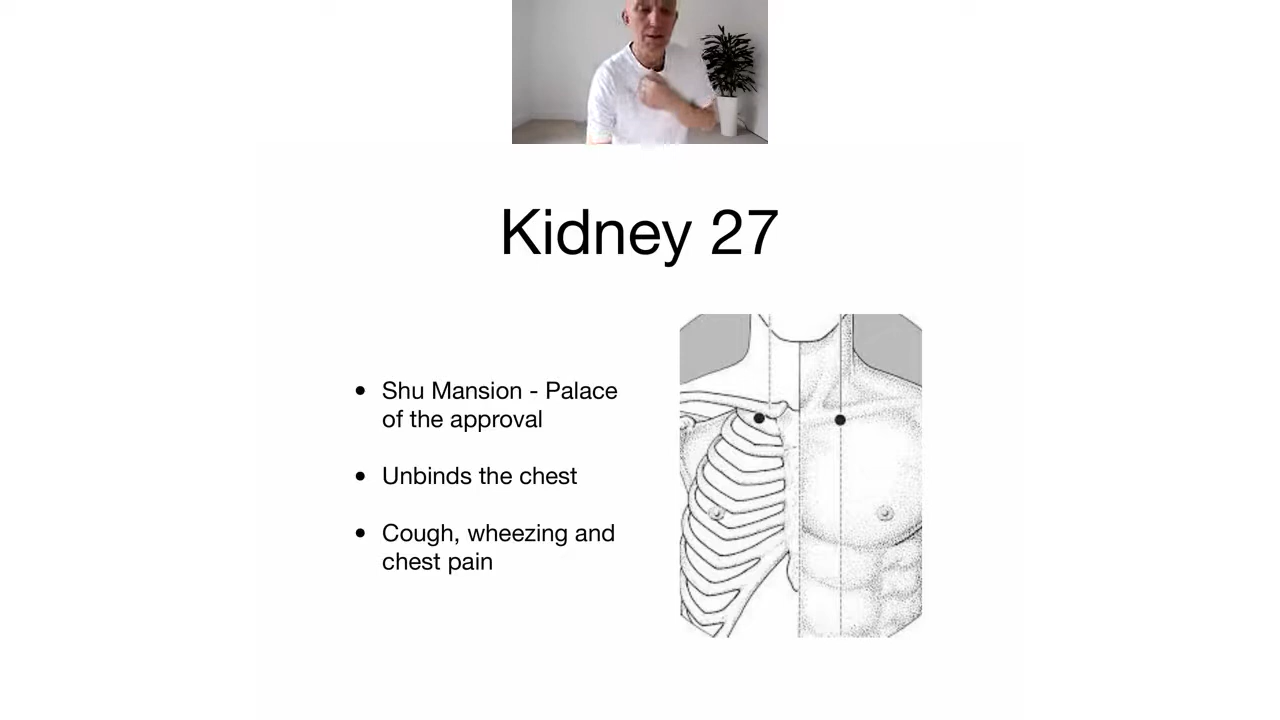 Kidney 27
• Shu Mansion - Palace
of the approval
• Unbinds the chest
• Cough, wheezing and
chest pain